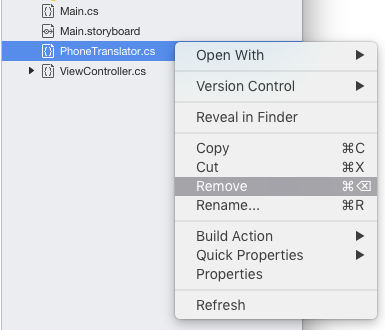 Main.cs
Main.storyboard
PhoneTranslator.cs
ViewController.cs
Open With
Version Control
Reveal in Finder
Copy ⌘C
Cut ⌘X
Remove ⌘⌫
Rename... ⌘R
Build Action
Quick Properties
Properties
Refresh